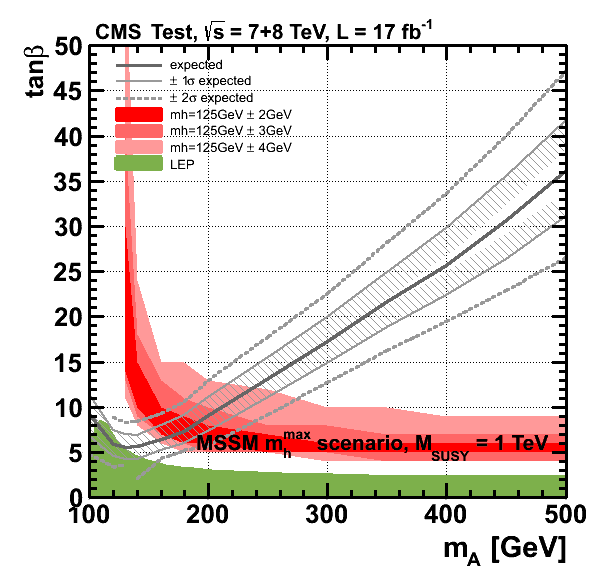 CMS Test, √s = 7+8 TeV, L = 17 fb⁻¹
tanβ
expected
± 1σ expected
± 2σ expected
mh=125GeV ± 2GeV
mh=125GeV ± 3GeV
mh=125GeV ± 4GeV
LEP
50
45
40
35
30
25
20
15
10
5
0
MSSM m_h^max scenario, M_SUSY = 1 TeV
100 200 300 400 500
m_A [GeV]